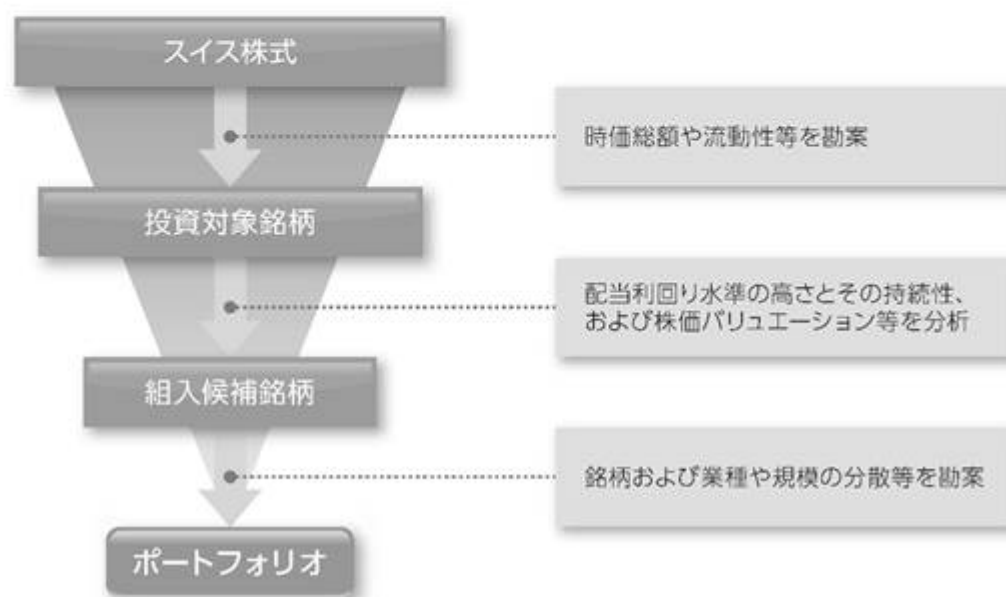 スイス株式
時価総額や流動性等を勘案
投資対象銘柄
配当利回り水準の高さとその持続性、
および株価バリュエーション等を分析
組入候補銘柄
銘柄および業種や規模の分散等を勘案
ポートフォリオ